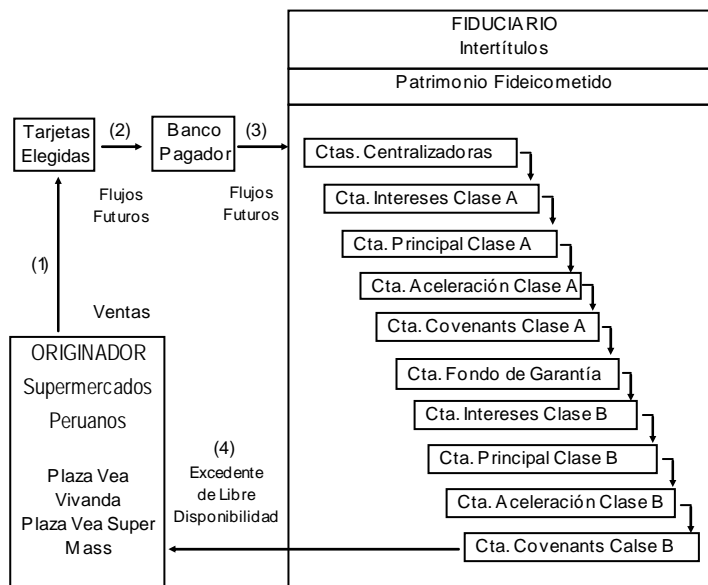 FIDUCIARIO
Intertítulos
Patrimonio Fideicometido
Tarjetas
Elegidas
(2)
Banco
Pagador
(3)
Flujos
Futuros
Flujos
Futuros
(1)
Ventas
ORIGINADOR
Supermercados
Peruanos
Plaza Vea
Vivanda
Plaza Vea Super
Mass
(4)
Excedente
de Libre
Disponibilidad
Ctas. Centralizadoras
Cta. Intereses Clase A
Cta. Principal Clase A
Cta. Aceleración Clase A
Cta. Covenants Clase A
Cta. Fondo de Garantía
Cta. Intereses Clase B
Cta. Principal Clase B
Cta. Aceleración Clase B
Cta. Covenants Calse B